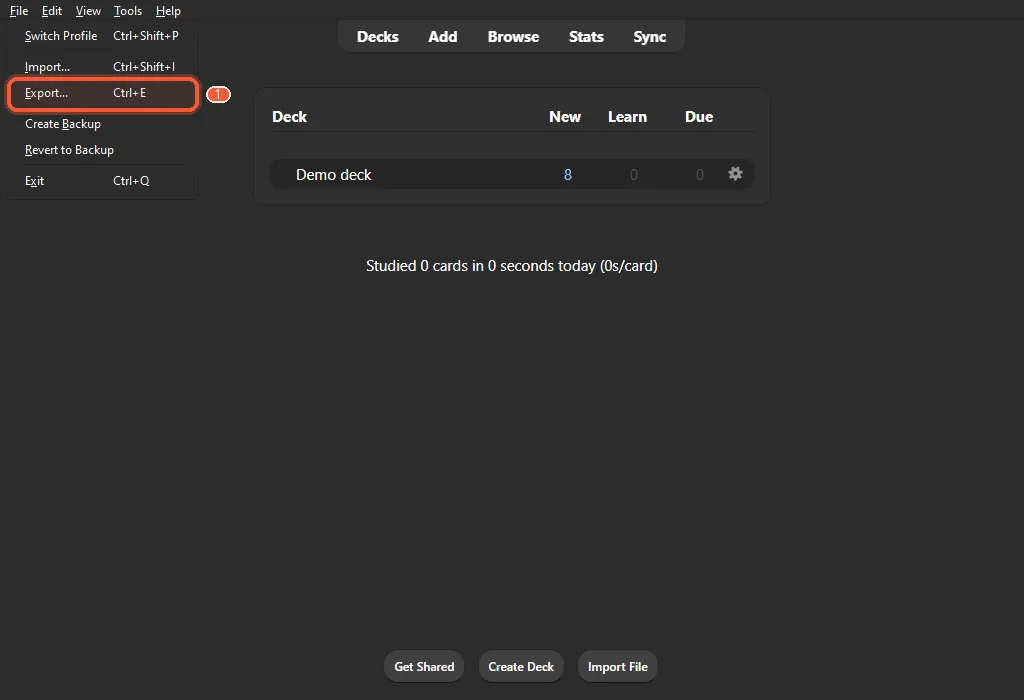 File Edit View Tools Help
Switch Profile Ctrl+Shift+P
Import... Ctrl+Shift+I
Export... Ctrl+E
1
Create Backup
Revert to Backup
Exit Ctrl+Q
Decks Add Browse Stats Sync
Deck New Learn Due
Demo deck 8 0 0
Studied 0 cards in 0 seconds today (0s/card)
Get Shared Create Deck Import File